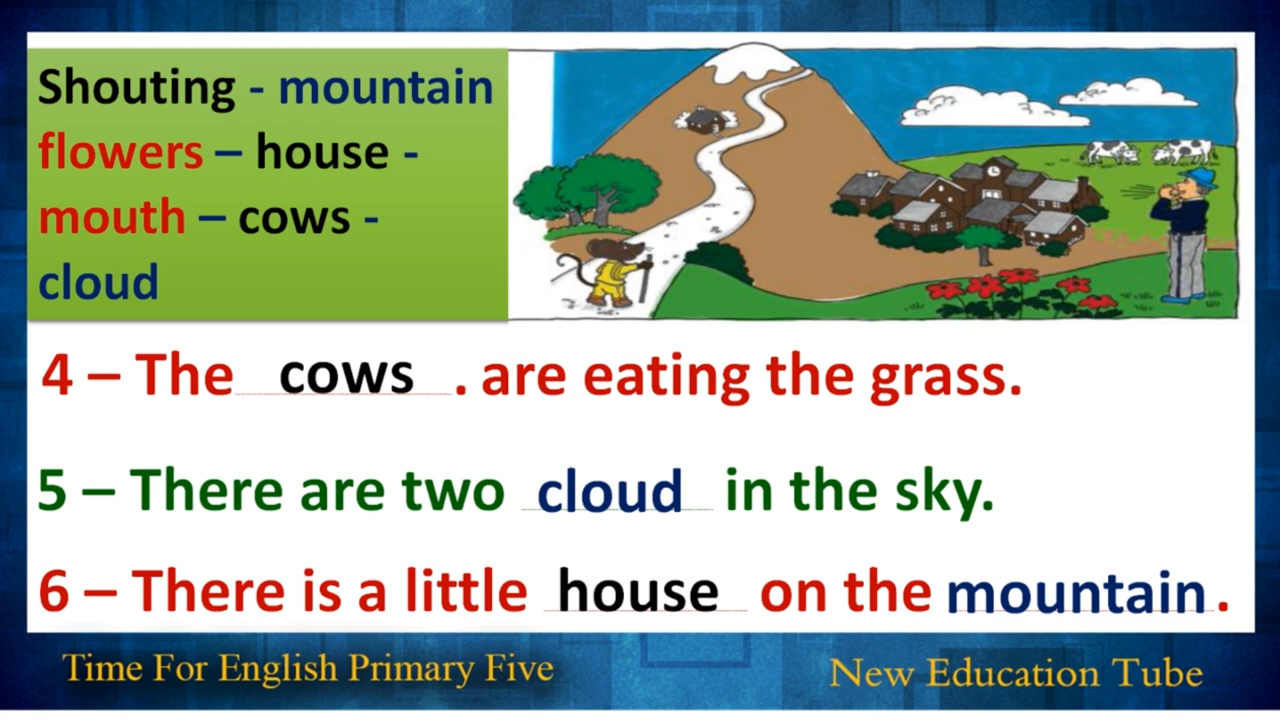 Shouting - mountain
flowers – house -
mouth – cows -
cloud
4 – The cows . are eating the grass.
5 – There are two cloud in the sky.
6 – There is a little house on the mountain .
Time For English Primary Five
New Education Tube